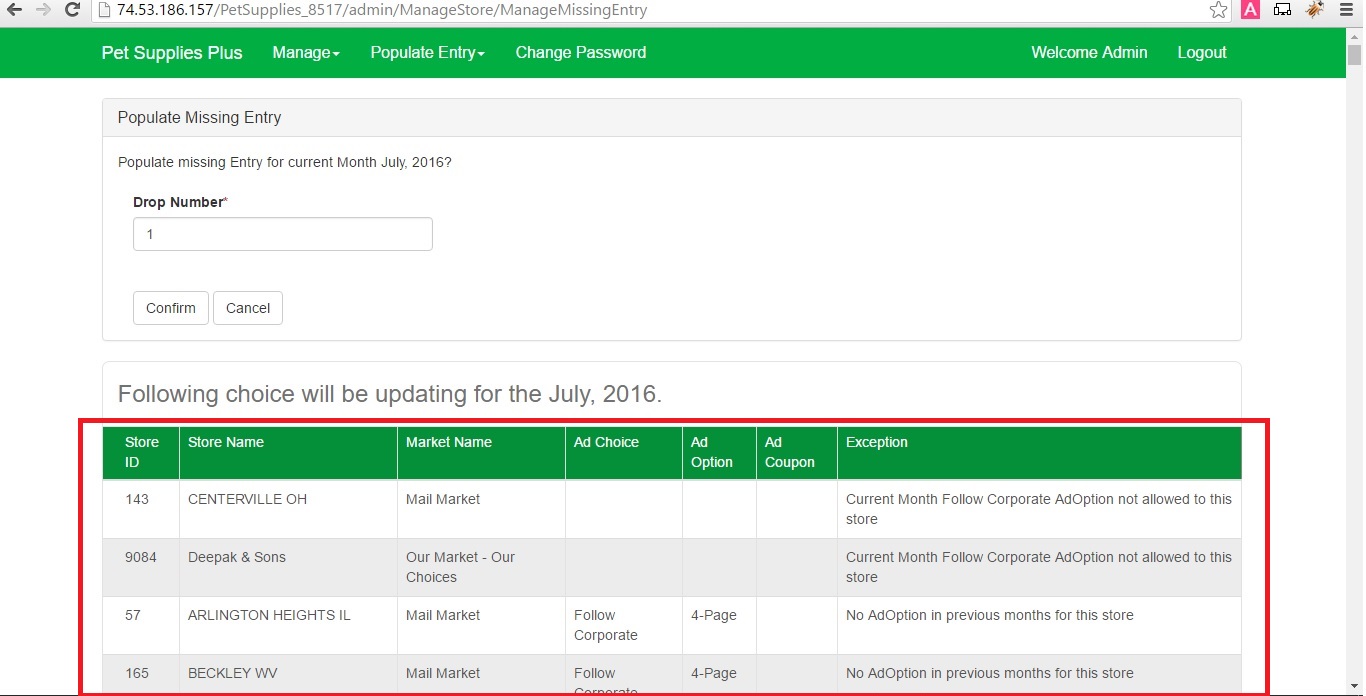 74.53.186.157/PetSupplies_8517/admin/ManageStore/ManageMissingEntry
A
Pet Supplies Plus Manage Populate Entry Change Password Welcome Admin Logout
Populate Missing Entry
Populate missing Entry for current Month July, 2016?
Drop Number*
1
Confirm Cancel
Following choice will be updating for the July, 2016.
Store Store Name Market Name Ad Choice Ad Ad Exception
ID Option Coupon
143 CENTERVILLE OH Mail Market Current Month Follow Corporate AdOption not allowed to this
store
9084 Deepak & Sons Our Market - Our Current Month Follow Corporate AdOption not allowed to this
Choices store
57 ARLINGTON HEIGHTS IL Mail Market Follow 4-Page No AdOption in previous months for this store
Corporate
165 BECKLEY WV Mail Market Follow 4-Page No AdOption in previous months for this store
Corporate